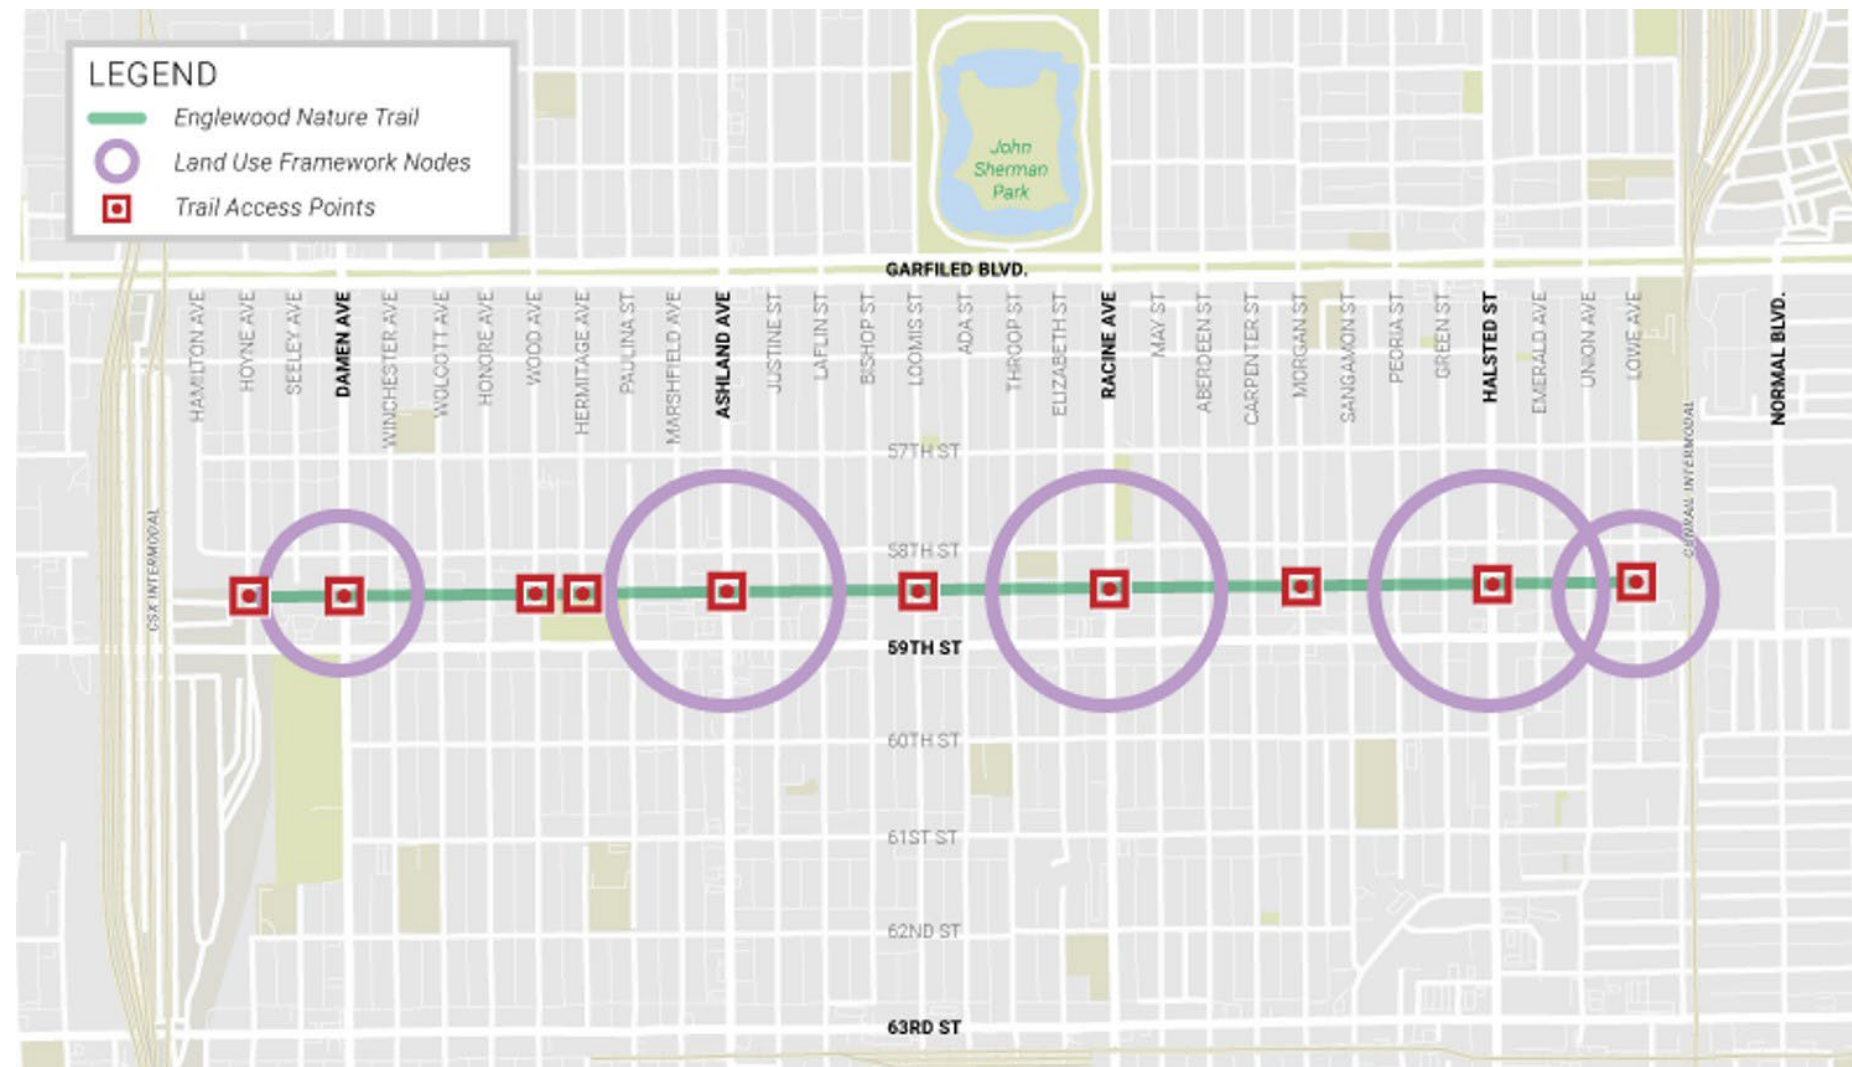 LEGEND
Englewood Nature Trail
Land Use Framework Nodes
Trail Access Points
John
Sherman
Park
GARFILED BLVD.
HAMILTON AVE
HOYNE AVE
SEELEY AVE
DAMEN AVE
WINCHESTER AVE
WOLCOTT AVE
HONORE AVE
WOOD AVE
HERMITAGE AVE
PAULINA ST
MARSHFIELD AVE
ASHLAND AVE
JUSTINE ST
LAFLIN ST
BISHOP ST
LOOMIS ST
ADA ST
THROOP ST
ELIZABETH ST
RACINE AVE
MAY ST
ABERDEEN ST
CARPENTER ST
MORGAN ST
SANGAMON ST
PEORIA ST
GREEN ST
HALSTED ST
EMERALD AVE
UNION AVE
LOWE AVE
NORMAL BLVD.
57TH ST
58TH ST
CSX INTERMODAL
INTERMODAL
59TH ST
60TH ST
61ST ST
62ND ST
63RD ST